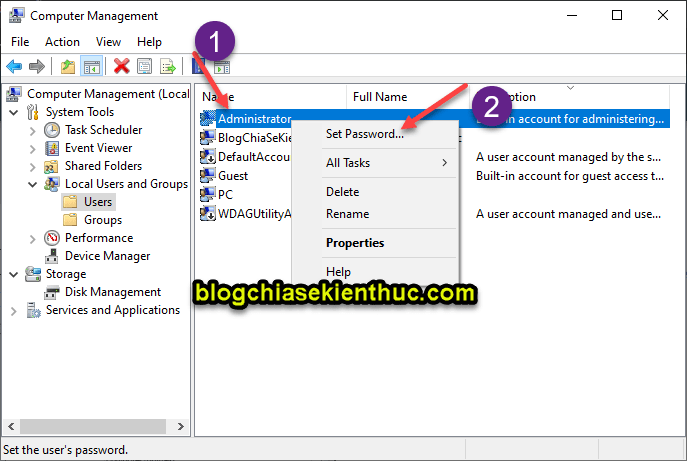 Computer Management
File Action View Help
1
Computer Management (Local
System Tools
Task Scheduler
Event Viewer
Shared Folders
Local Users and Groups
Users
Groups
Performance
Device Manager
Storage
Disk Management
Services and Applications
Name Full Name
2
Administrator account for administering...
BlogChiaSeKie
DefaultAccou A user account managed by the s...
Guest Built-in account for guest access t...
PC
WDAGUtilityA A user account managed and use...
Set Password...
All Tasks
Delete
Rename
Properties
Help
blogchiasekienthuc.com
Set the user's password.